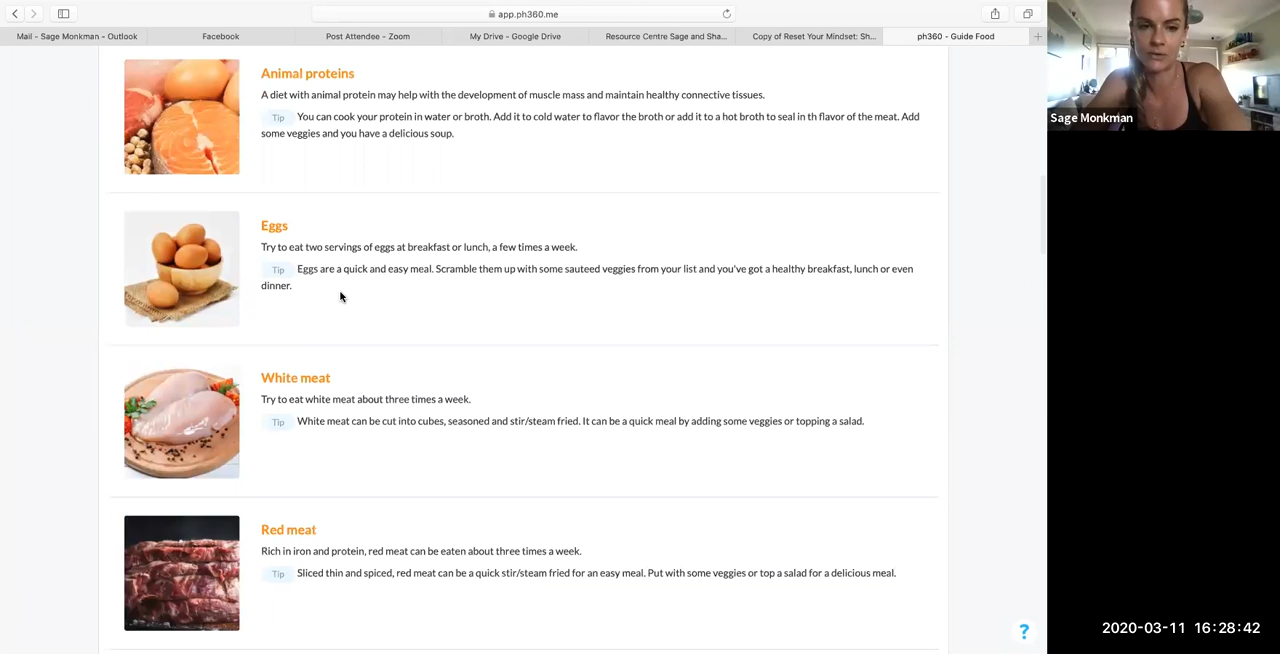 app.ph360.me
Mail - Sage Monkman - Outlook
Facebook
Post Attendee - Zoom
My Drive - Google Drive
Resource Centre Sage and Sha...
Copy of Reset Your Mindset: Sh...
ph360 - Guide Food
Sage Monkman
Animal proteins
A diet with animal protein may help with the development of muscle mass and maintain healthy connective tissues.
Tip You can cook your protein in water or broth. Add it to cold water to flavor the broth or add it to a hot broth to seal in th flavor of the meat. Add
some veggies and you have a delicious soup.
Eggs
Try to eat two servings of eggs at breakfast or lunch, a few times a week.
Tip Eggs are a quick and easy meal. Scramble them up with some sauteed veggies from your list and you've got a healthy breakfast, lunch or even
dinner.
White meat
Try to eat white meat about three times a week.
Tip White meat can be cut into cubes, seasoned and stir/steam fried. It can be a quick meal by adding some veggies or topping a salad.
Red meat
Rich in iron and protein, red meat can be eaten about three times a week.
Tip Sliced thin and spiced, red meat can be a quick stir/steam fried for an easy meal. Put with some veggies or top a salad for a delicious meal.
?
2020-03-11 16:28:42